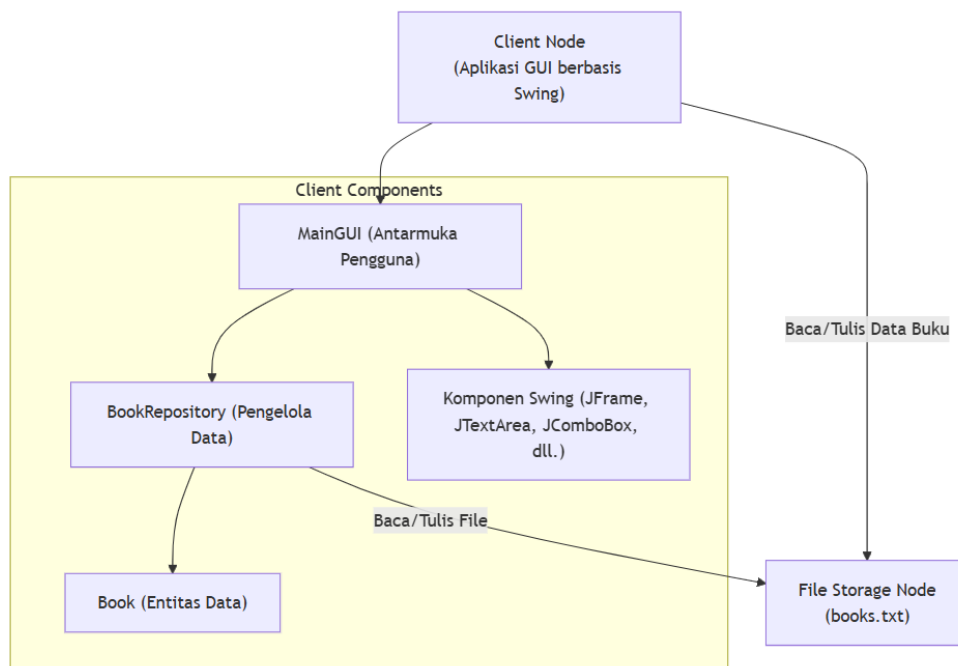 Client Node
(Aplikasi GUI berbasis
Swing)
Client Components
MainGUI (Antarmuka
Pengguna)
Baca/Tulis Data Buku
BookRepository (Pengelola
Data)
Komponen Swing (JFrame,
JTextArea, JComboBox,
dll.)
Baca/Tulis File
Book (Entitas Data)
File Storage Node
(books.txt)